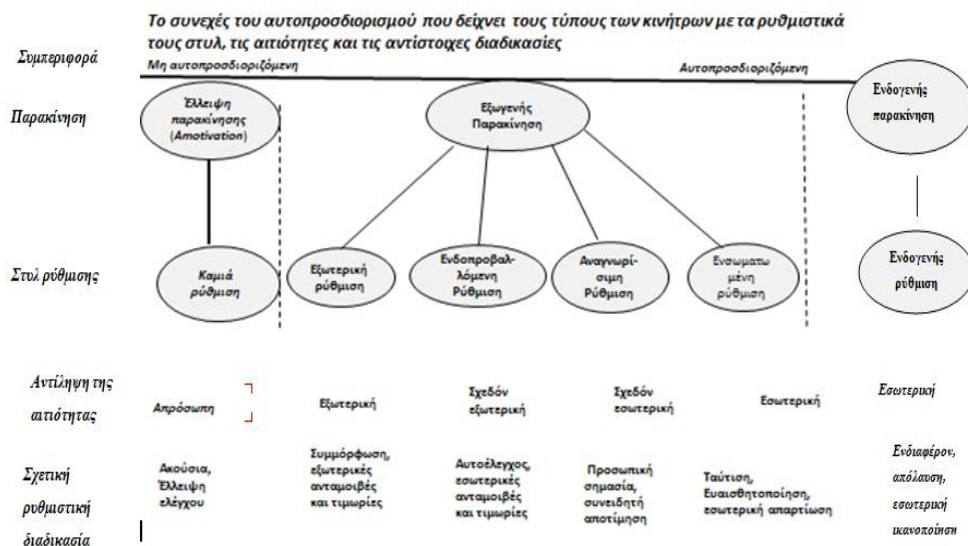 Το συνεχές του αυτοπροσδιορισμού που δείχνει τους τύπους των κινήτρων με τα ρυθμιστικά
τους στυλ, τις αιτιότητες και τις αντίστοιχες διαδικασίες
Συμπεριφορά
Μη αυτοπροσδιοριζόμενη
Αυτοπροσδιοριζόμενη
Παρακίνηση
Έλλειψη
παρακίνησης
(Amotivation)
Εξωγενής
Παρακίνηση
Ενδογενής
παρακίνηση
Στυλ ρύθμισης
Καμιά
ρύθμιση
Εξωτερική
ρύθμιση
Ενδοπροβαλ-
λόμενη
Ρύθμιση
Αναγνωρί-
σιμη
Ρύθμιση
Ενσωματω
μένη
ρύθμιση
Ενδογενής
ρύθμιση
Αντίληψη της
αιτιότητας
Απρόσωπη
Εξωτερική
Σχεδόν
εξωτερική
Σχεδόν
εσωτερική
Εσωτερική
Εσωτερική
Σχετική
ρυθμιστική
διαδικασία
Ακούσια,
Έλλειψη
ελέγχου
Συμμόρφωση,
εξωτερικές
ανταμοιβές
και τιμωρίες
Αυτοέλεγχος,
εσωτερικές
ανταμοιβές
και τιμωρίες
Προσωπική
σημασία,
συνειδητή
αποτίμηση
Ταύτιση,
Ευαισθητοποίηση,
εσωτερική απαρτίωση
Ενδιαφέρον,
απόλαυση,
εσωτερική
ικανοποίηση